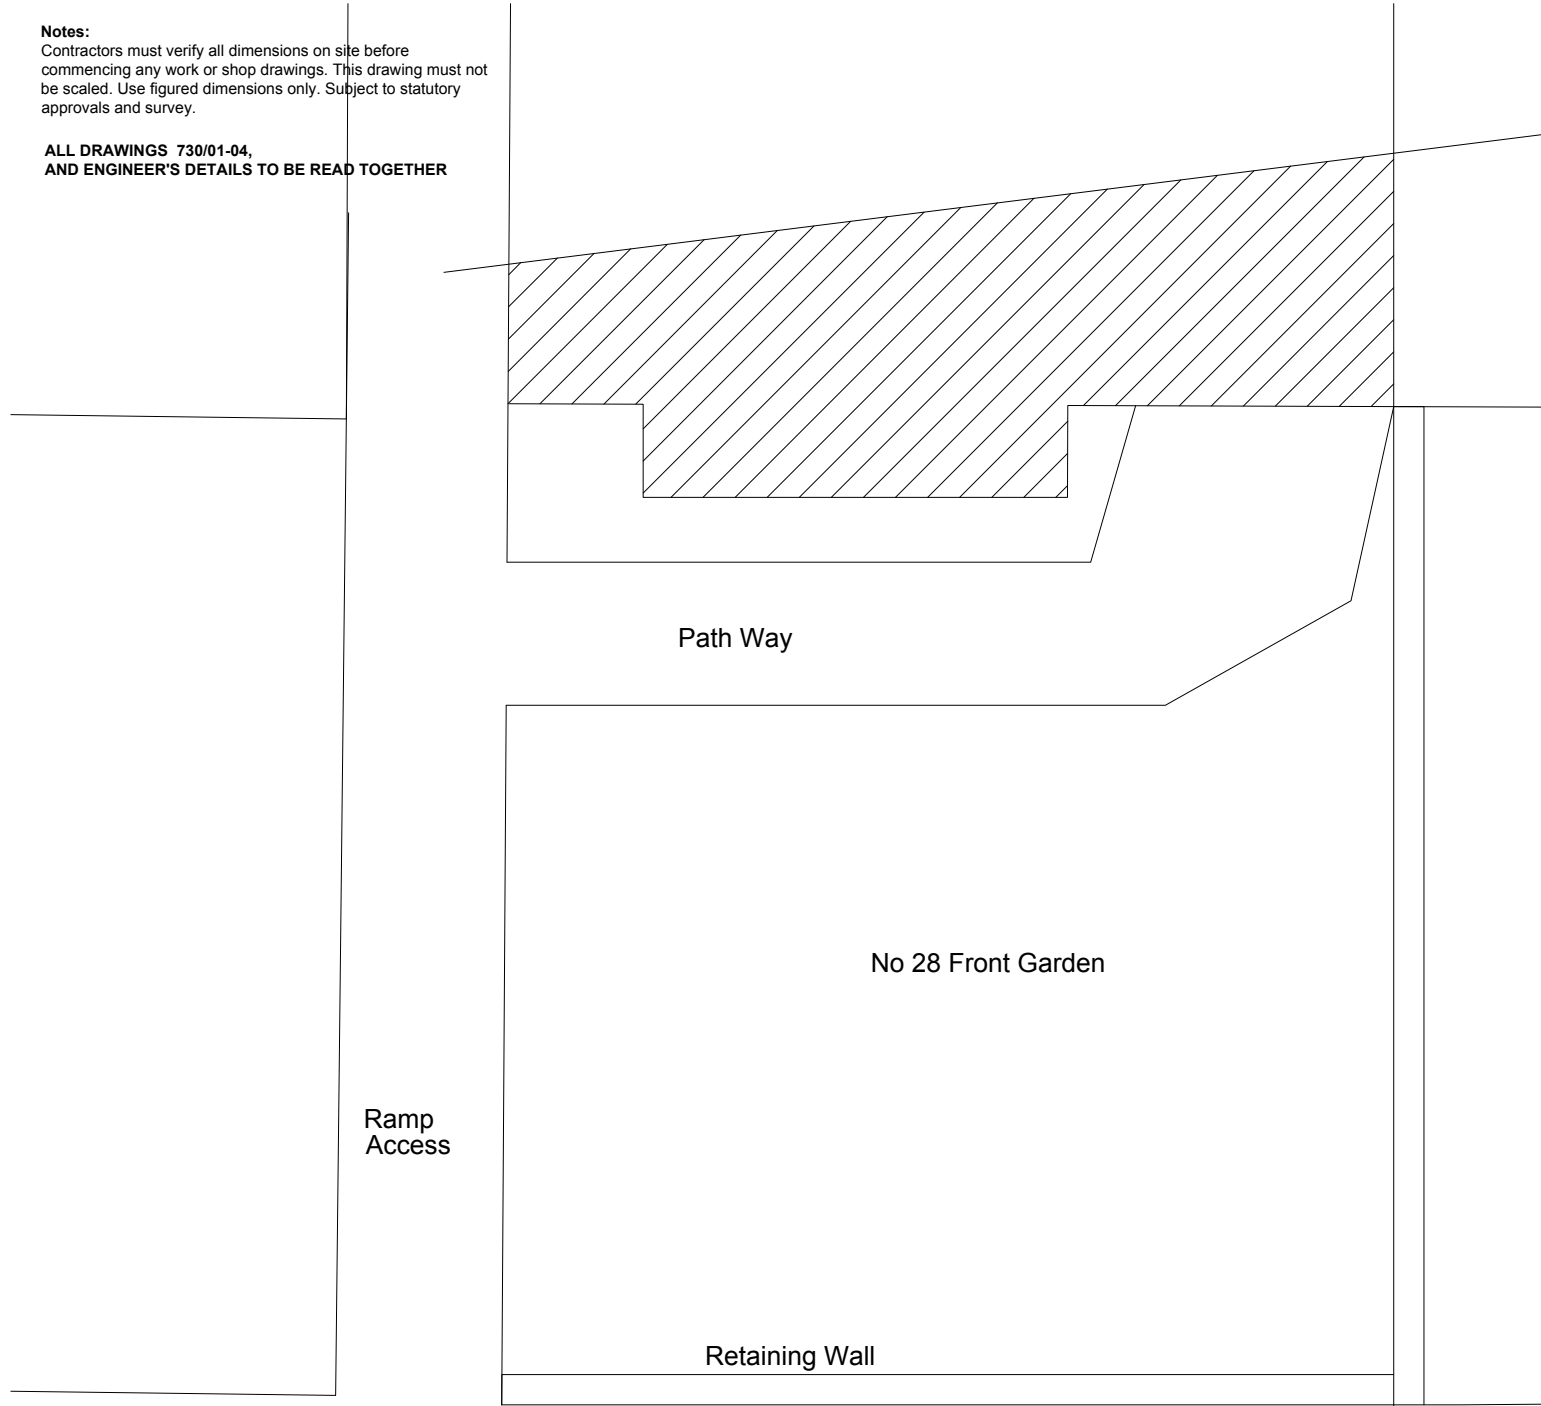 Notes:
Contractors must verify all dimensions on site before
commencing any work or shop drawings. This drawing must not
be scaled. Use figured dimensions only. Subject to statutory
approvals and survey.
ALL DRAWINGS 730/01-04,
AND ENGINEER'S DETAILS TO BE READ TOGETHER
Path Way
No 28 Front Garden
Ramp
Access
Retaining Wall